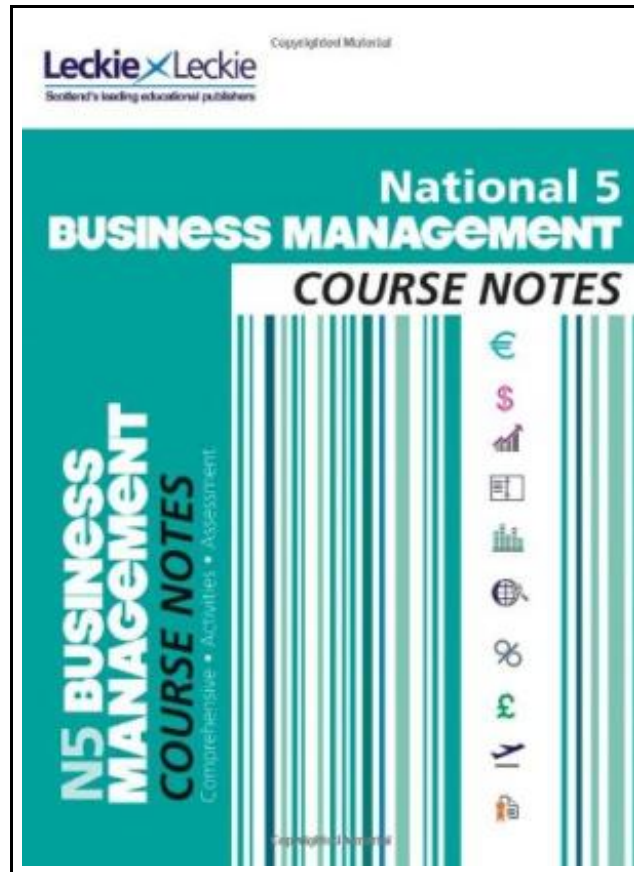 Copyrighted Material
Leckie Leckie
Scotland's leading educational publishers
National 5
BUSINESS MANAGEMENT
COURSE NOTES
€
$
%
£
N5 BUSINESS
MANAGEMENT
COURSE NOTES
Comprehensive • Activities • Assessment
Copyrighted Material